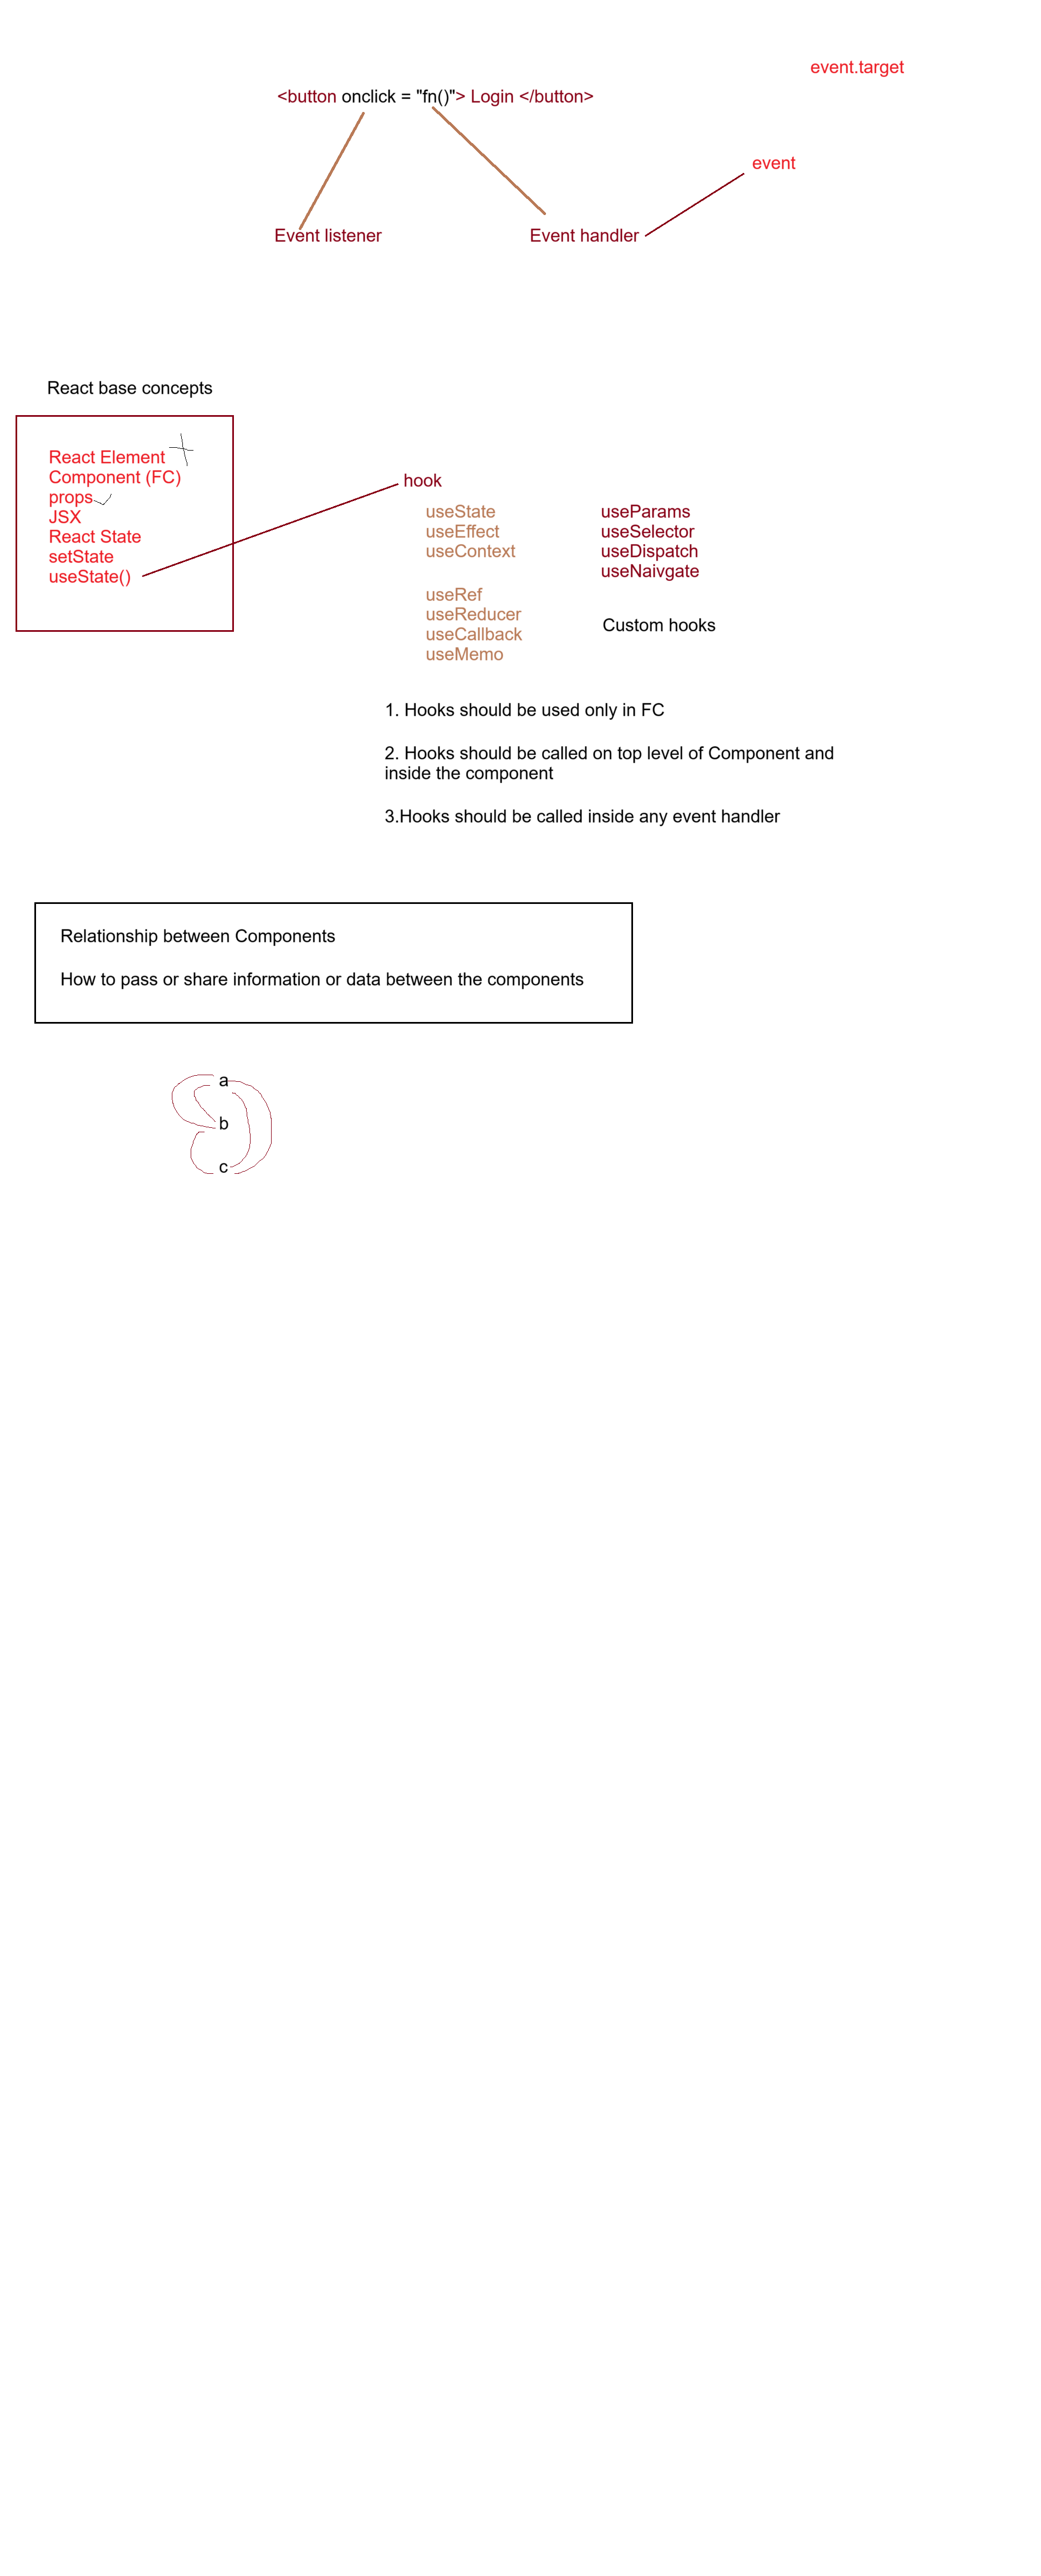 event.target
<button onclick = "fn()"> Login </button>
event
Event listener
Event handler
React base concepts
React Element
Component (FC)
props
JSX
React State
setState
useState()
hook
useState
useEffect
useContext
useRef
useReducer
useCallback
useMemo
useParams
useSelector
useDispatch
useNaivgate
Custom hooks
1. Hooks should be used only in FC
2. Hooks should be called on top level of Component and
inside the component
3.Hooks should be called inside any event handler
Relationship between Components
How to pass or share information or data between the components
a
b
c